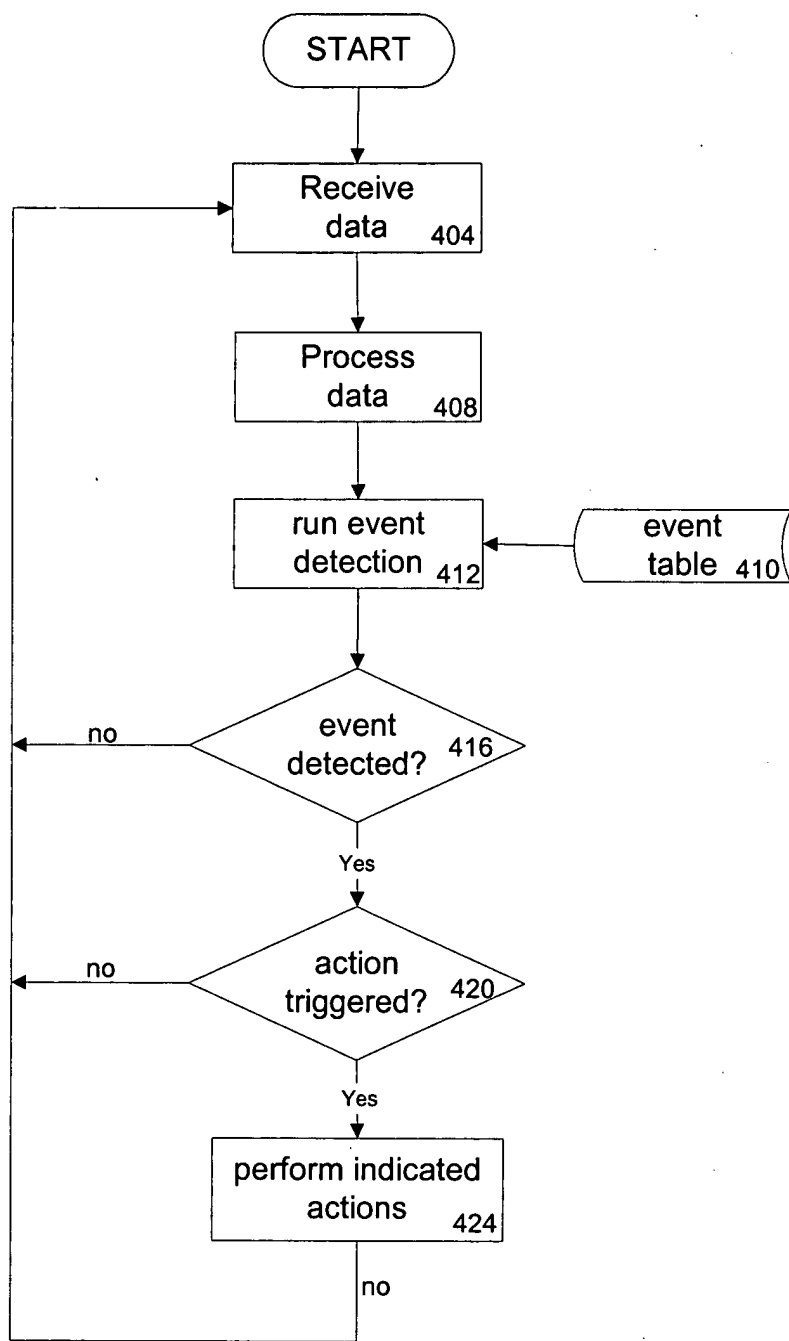 START
Receive
data 404
Process
data 408
run event
detection 412
event
table 410
event
detected? 416
no
Yes
action
triggered? 420
no
Yes
perform indicated
actions 424
no